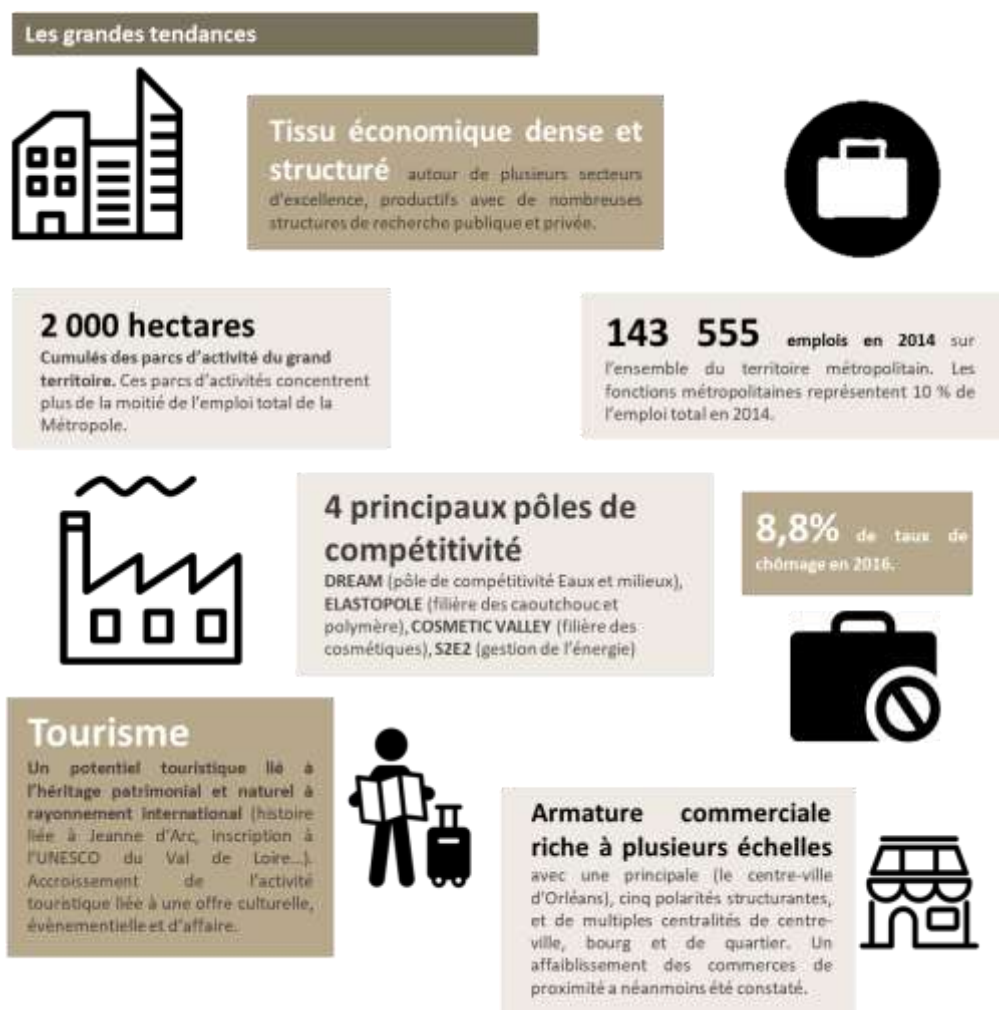 Les grandes tendances
Tissu économique dense et
structuré autour de plusieurs secteurs
d'excellence, productifs avec de nombreuses
structures de recherche publique et privée.
2 000 hectares
Cumulés des parcs d'activité du grand
territoire. Ces parcs d'activités concentrent
plus de la moitié de l'emploi total de la
Métropole.
143 555 emplois en 2014 sur
l'ensemble du territoire métropolitain. Les
fonctions métropolitaines représentent 10 % de
l'emploi total en 2014.
4 principaux pôles de
compétitivité
DREAM (pôle de compétitivité Eaux et milieux),
ELASTOPOLE (filière des caoutchouc et
polymère), COSMETIC VALLEY (filière des
cosmétiques), S2E2 (gestion de l'énergie)
8,8% de taux de
chômage en 2016.
Tourisme
Un potentiel touristique lié à
l'héritage patrimonial et naturel à
rayonnement international (histoire
liée à Jeanne d'Arc, inscription à
l'UNESCO du Val de Loire...).
Accroissement de l'activité
touristique liée à une offre culturelle,
évènementielle et d'affaire.
Armature commerciale
riche à plusieurs échelles
avec une principale (le centre-ville
d'Orléans), cinq polarités structurantes,
et de multiples centralités de centre-
ville, bourg et de quartier. Un
affaiblissement des commerces de
proximité a néanmoins été constaté.